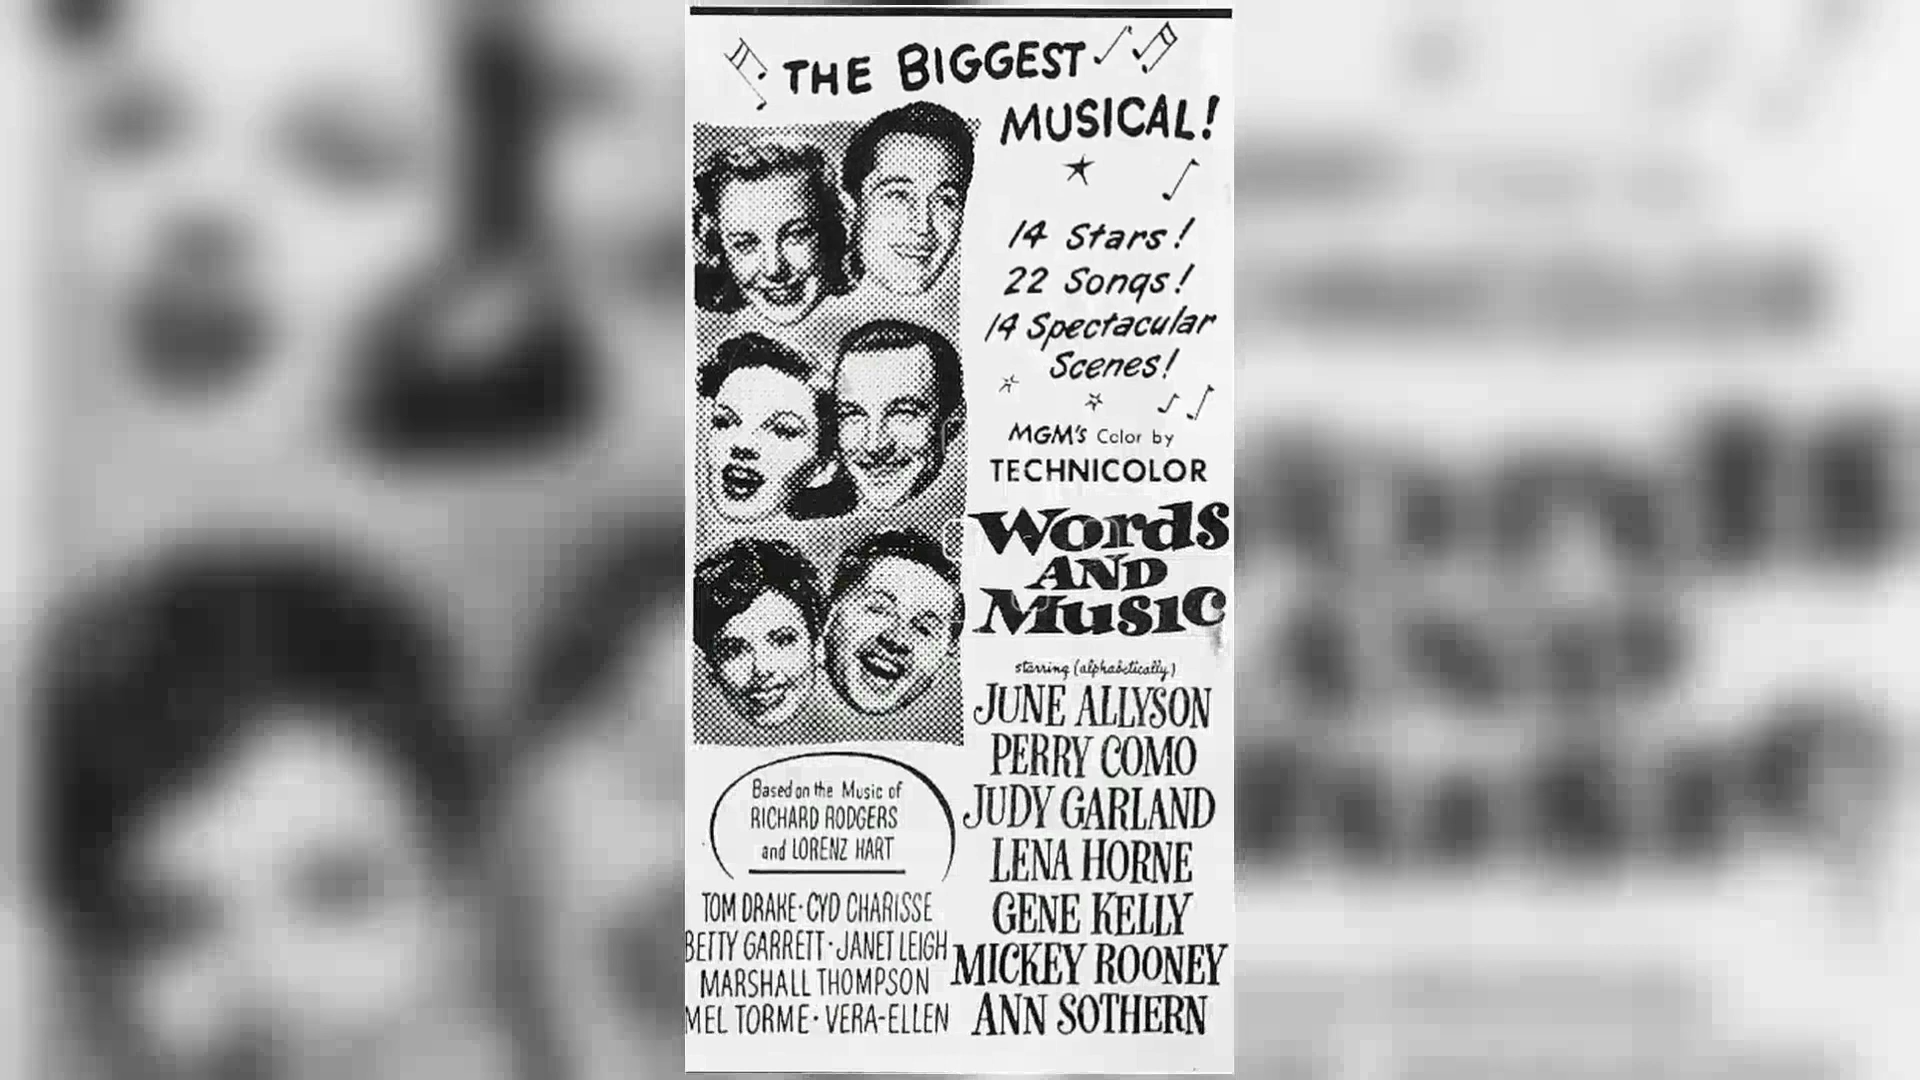 THE BIGGEST
MUSICAL!
14 Stars!
22 Songs!
14 Spectacular
Scenes!
MGM's Color by
TECHNICOLOR
Words
AND
Music
starring (alphabetically)
JUNE ALLYSON
PERRY COMO
JUDY GARLAND
LENA HORNE
GENE KELLY
MICKEY ROONEY
ANN SOTHERN
Based on the Music of
RICHARD RODGERS
and LORENZ HART
TOM DRAKE · CYD CHARISSE
BETTY GARRETT · JANET LEIGH
MARSHALL THOMPSON
MEL TORME · VERA-ELLEN